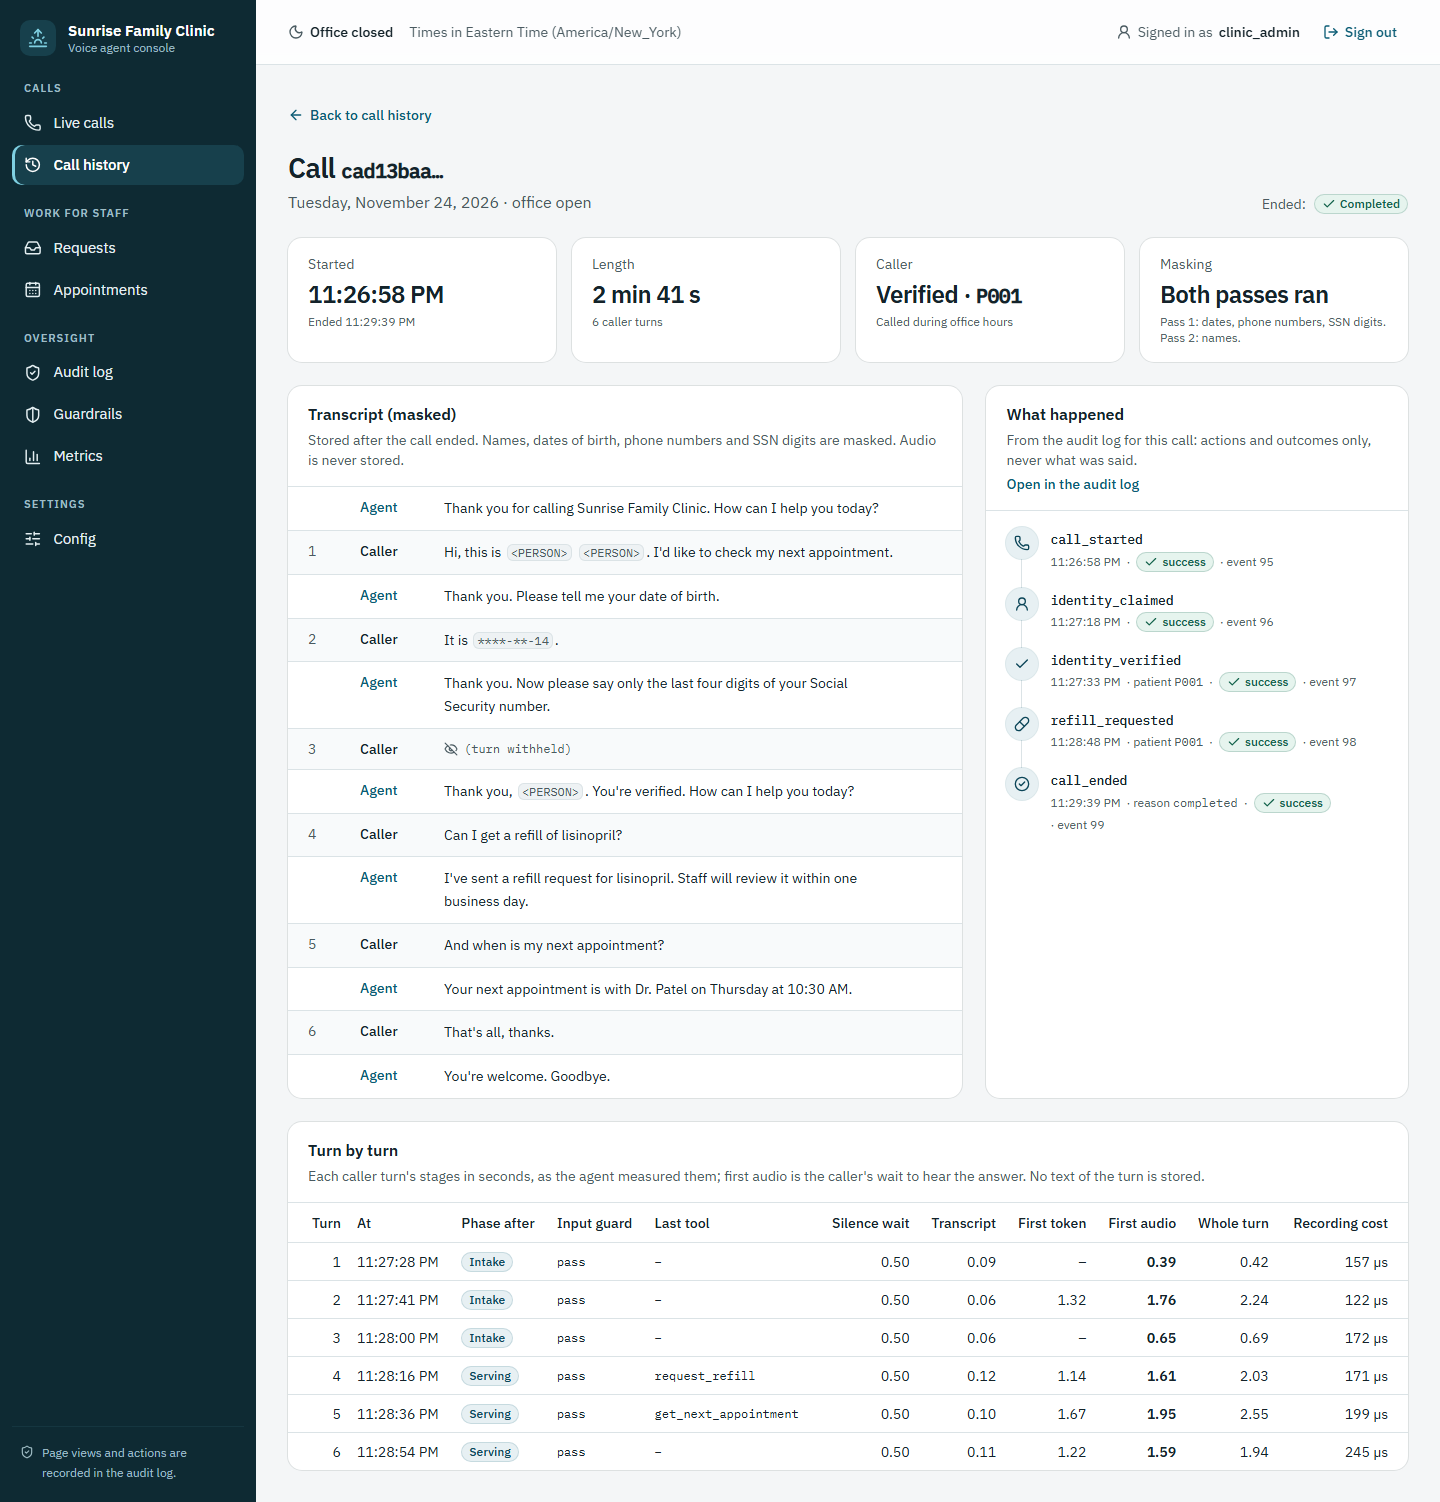 Sunrise Family Clinic
Voice agent console
CALLS
Live calls
Call history
WORK FOR STAFF
Requests
Appointments
OVERSIGHT
Audit log
Guardrails
Metrics
SETTINGS
Config
Page views and actions are
recorded in the audit log.
Office closed Times in Eastern Time (America/New_York)
Signed in as clinic_admin Sign out
Back to call history
Call cad13baa…
Tuesday, November 24, 2026 · office open
Ended: Completed
Started
11:26:58 PM
Ended 11:29:39 PM
Length
2 min 41 s
6 caller turns
Caller
Verified · P001
Called during office hours
Masking
Both passes ran
Pass 1: dates, phone numbers, SSN digits.
Pass 2: names.
Transcript (masked)
Stored after the call ended. Names, dates of birth, phone numbers and SSN digits are masked. Audio
is never stored.
Agent Thank you for calling Sunrise Family Clinic. How can I help you today?
1 Caller Hi, this is <PERSON> <PERSON>. I'd like to check my next appointment.
Agent Thank you. Please tell me your date of birth.
2 Caller It is ****-**-14.
Agent Thank you. Now please say only the last four digits of your Social
Security number.
3 Caller (turn withheld)
Agent Thank you, <PERSON>. You're verified. How can I help you today?
4 Caller Can I get a refill of lisinopril?
Agent I've sent a refill request for lisinopril. Staff will review it within one
business day.
5 Caller And when is my next appointment?
Agent Your next appointment is with Dr. Patel on Thursday at 10:30 AM.
6 Caller That's all, thanks.
Agent You're welcome. Goodbye.
What happened
From the audit log for this call: actions and outcomes only,
never what was said.
Open in the audit log
call_started
11:26:58 PM · success · event 95
identity_claimed
11:27:18 PM · success · event 96
identity_verified
11:27:33 PM · patient P001 · success · event 97
refill_requested
11:28:48 PM · patient P001 · success · event 98
call_ended
11:29:39 PM · reason completed · success
· event 99
Turn by turn
Each caller turn's stages in seconds, as the agent measured them; first audio is the caller's wait to hear the answer. No text of the turn is stored.
Turn At Phase after Input guard Last tool Silence wait Transcript First token First audio Whole turn Recording cost
1 11:27:28 PM Intake pass – 0.50 0.09 – 0.39 0.42 157 µs
2 11:27:41 PM Intake pass – 0.50 0.06 1.32 1.76 2.24 122 µs
3 11:28:00 PM Intake pass – 0.50 0.06 – 0.65 0.69 172 µs
4 11:28:16 PM Serving pass request_refill 0.50 0.12 1.14 1.61 2.03 171 µs
5 11:28:36 PM Serving pass get_next_appointment 0.50 0.10 1.67 1.95 2.55 199 µs
6 11:28:54 PM Serving pass – 0.50 0.11 1.22 1.59 1.94 245 µs